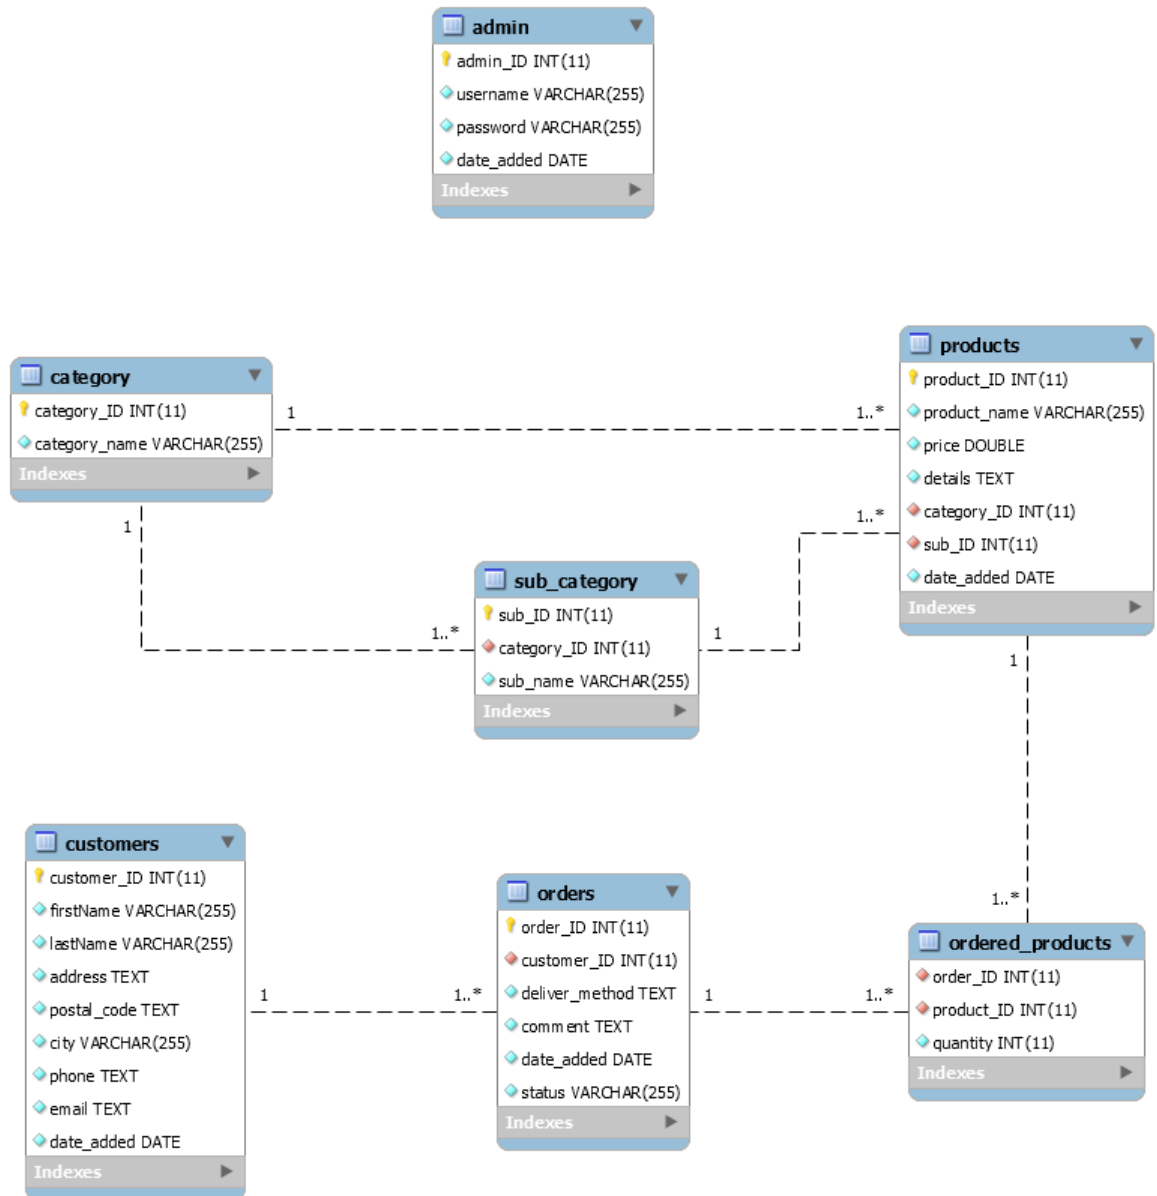 admin
admin_ID INT(11)
username VARCHAR(255)
password VARCHAR(255)
date_added DATE
Indexes
category
category_ID INT(11)
category_name VARCHAR(255)
Indexes
1
1..*
products
product_ID INT(11)
product_name VARCHAR(255)
price DOUBLE
details TEXT
category_ID INT(11)
sub_ID INT(11)
date_added DATE
Indexes
1
1..*
sub_category
sub_ID INT(11)
category_ID INT(11)
sub_name VARCHAR(255)
Indexes
1
1..*
1
1..*
customers
customer_ID INT(11)
firstName VARCHAR(255)
lastName VARCHAR(255)
address TEXT
postal_code TEXT
city VARCHAR(255)
phone TEXT
email TEXT
date_added DATE
Indexes
1
1..*
orders
order_ID INT(11)
customer_ID INT(11)
deliver_method TEXT
comment TEXT
date_added DATE
status VARCHAR(255)
Indexes
1
1..*
ordered_products
order_ID INT(11)
product_ID INT(11)
quantity INT(11)
Indexes